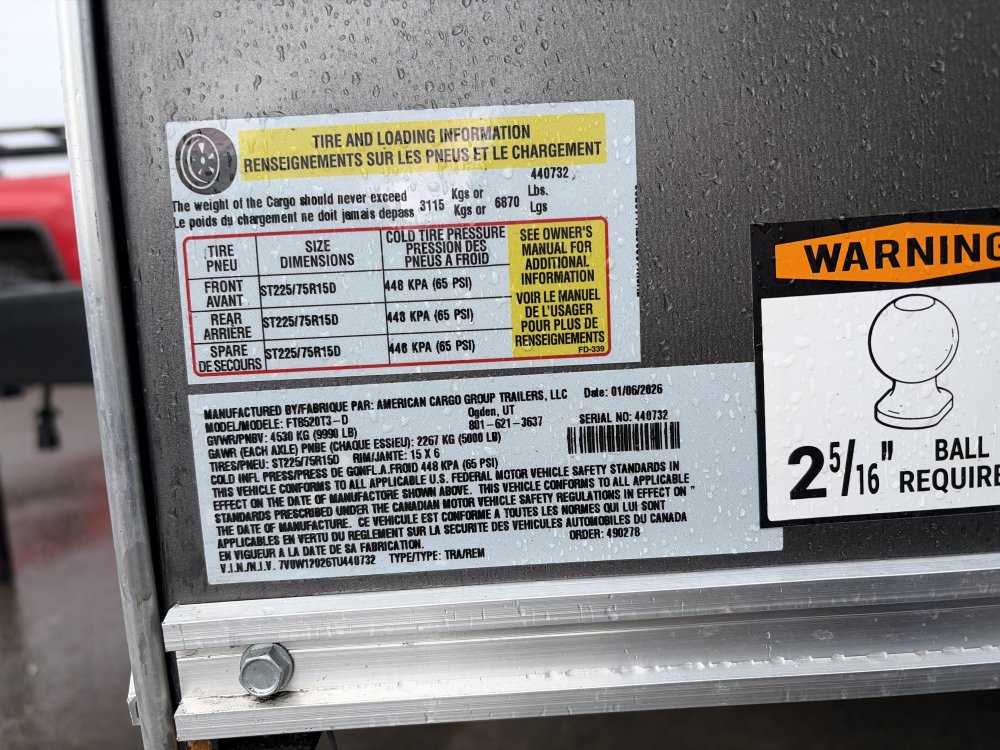 TIRE AND LOADING INFORMATION
RENSEIGNEMENTS SUR LES PNEUS ET LE CHARGEMENT
440732
The weight of the Cargo should never exceed 3115 Kgs or 6870 Lbs.
Le poids du chargement ne doit jamais depass Kgs or Lgs
TIRE PNEU SIZE DIMENSIONS COLD TIRE PRESSURE PRESSION DES PNEUS A FROID
FRONT AVANT ST225/75R15D 448 KPA (65 PSI)
REAR ARRIÈRE ST225/75R15D 448 KPA (65 PSI)
SPARE DE SECOURS ST225/75R15D 448 KPA (65 PSI)
SEE OWNER'S
MANUAL FOR
ADDITIONAL
INFORMATION
VOIR LE MANUEL
DE L'USAGER
POUR PLUS DE
RENSEIGNEMENTS
FD-339
MANUFACTURED BY/FABRIQUE PAR: AMERICAN CARGO GROUP TRAILERS, LLC Date: 01/06/2026
MODEL/MODELE: FT8520T3-D Ogden, UT
GVWR/PNBV: 4530 KG (9990 LB) 801-621-3637 SERIAL NO: 440732
GAWR (EACH AXLE) PNBE (CHAQUE ESSIEU): 2267 KG (5000 LB)
TIRES/PNEU: ST225/75R15D RIM/JANTE: 15 X 6
COLD INFL PRESS/PRESS DE GONFL.A.FROID 448 KPA (65 PSI)
THIS VEHICLE CONFORMS TO ALL APPLICABLE U.S. FEDERAL MOTOR VEHICLE SAFETY STANDARDS IN
EFFECT ON THE DATE OF MANUFACTORE SHOWN ABOVE. THIS VEHICLE CONFORMS TO ALL APPLICABLE
STANDARDS PRESCRIBED UNDER THE CANADIAN MOTOR VEHICLE SAFETY REGULATIONS IN EFFECT ON "
THE DATE OF MANUFACTURE. CE VEHICULE EST CONFORME A TOUTES LES NORMES QUI LUI SONT
APPLICABLES EN VERTU DU REGLEMENT SUR LA SECURITE DES VEHICULES AUTOMOBILES DU CANADA
EN VIGUEUR A LA DATE DE SA FABRICATION. ORDER: 490278
V.I.N./N.I.V. 7V0W12026TU440732 TYPE/TYPE: TRA/REM
WARNING
2 5/16" BALL
REQUIRE